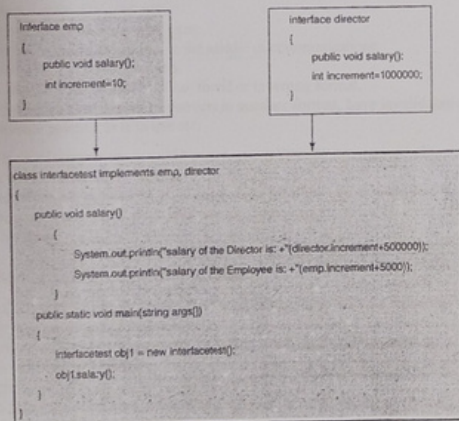 Interface emp
{
public void salary();
int increment=10;
}
interface director
{
public void salary();
int increment=1000000;
}
class interfacetest implements emp, director
{
public void salary()
{
System.out.println("salary of the Director is: +"(director.increment+500000));
System.out.println("salary of the Employee is: +"(emp.increment+5000));
}
public static void main(string args[])
{
interfacetest obj1 = new interfacetest();
obj1.salary();
}
}